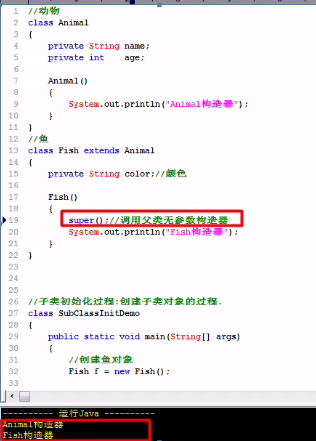 1 //动物
2 class Animal
3 {
4 private String name;
5 private int age;
6
7 Animal()
8 {
9 System.out.println("Animal构造器");
10 }
11 }
12 //鱼
13 class Fish extends Animal
14 {
15 private String color;//颜色
16
17 Fish()
18 {
19 super();//调用父类无参数构造器
20 System.out.println("Fish构造器");
21 }
22 }
23
24
25
26 //子类初始化过程:创建子类对象的过程.
27 class SubClassInitDemo
28 {
29 public static void main(String[] args)
30 {
31 //创建鱼对象
32 Fish f = new Fish();
33
---------- 运行Java ----------
Animal构造器
Fish构造器